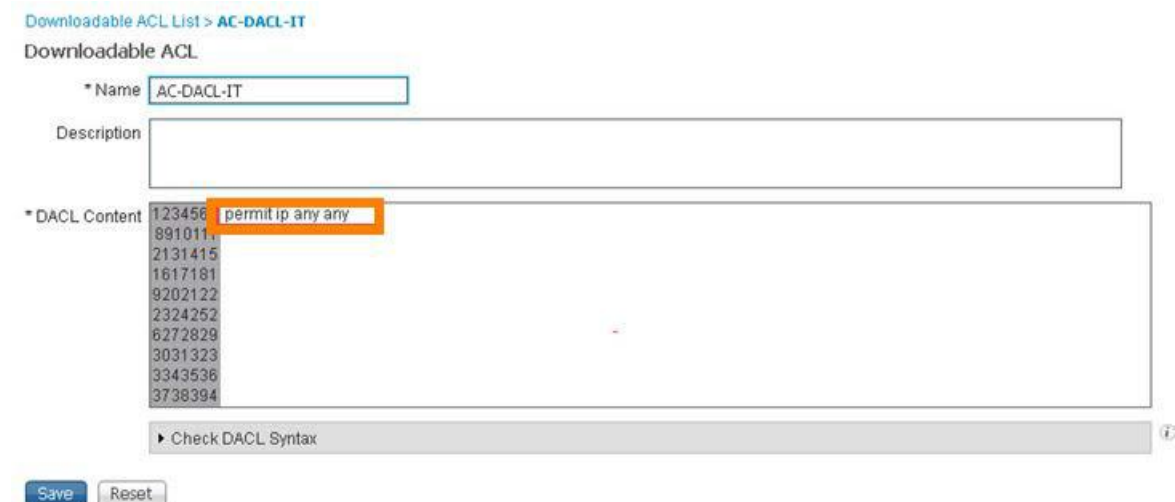 Downloadable ACL List > AC-DACL-IT
Downloadable ACL
* Name AC-DACL-IT
Description
* DACL Content 123456 permit ip any any
8910111
2131415
1617181
9202122
2324252
6272829
3031323
3343536
3738394
Check DACL Syntax
Save Reset